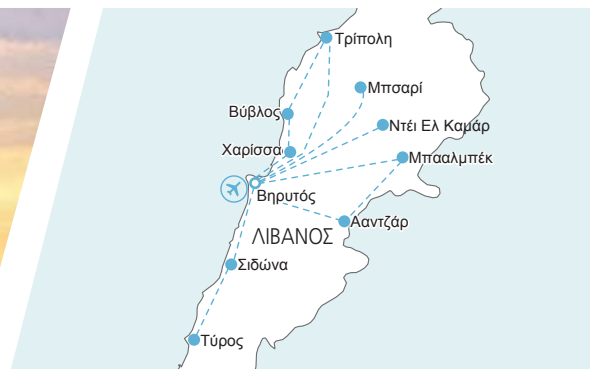 Τρίπολη
Μπσαρί
Βύβλος
Ντέι Ελ Καμάρ
Χαρίσσα
Μπααλμπέκ
Βηρυτός
Ααντζάρ
ΛΙΒΑΝΟΣ
Σιδώνα
Τύρος